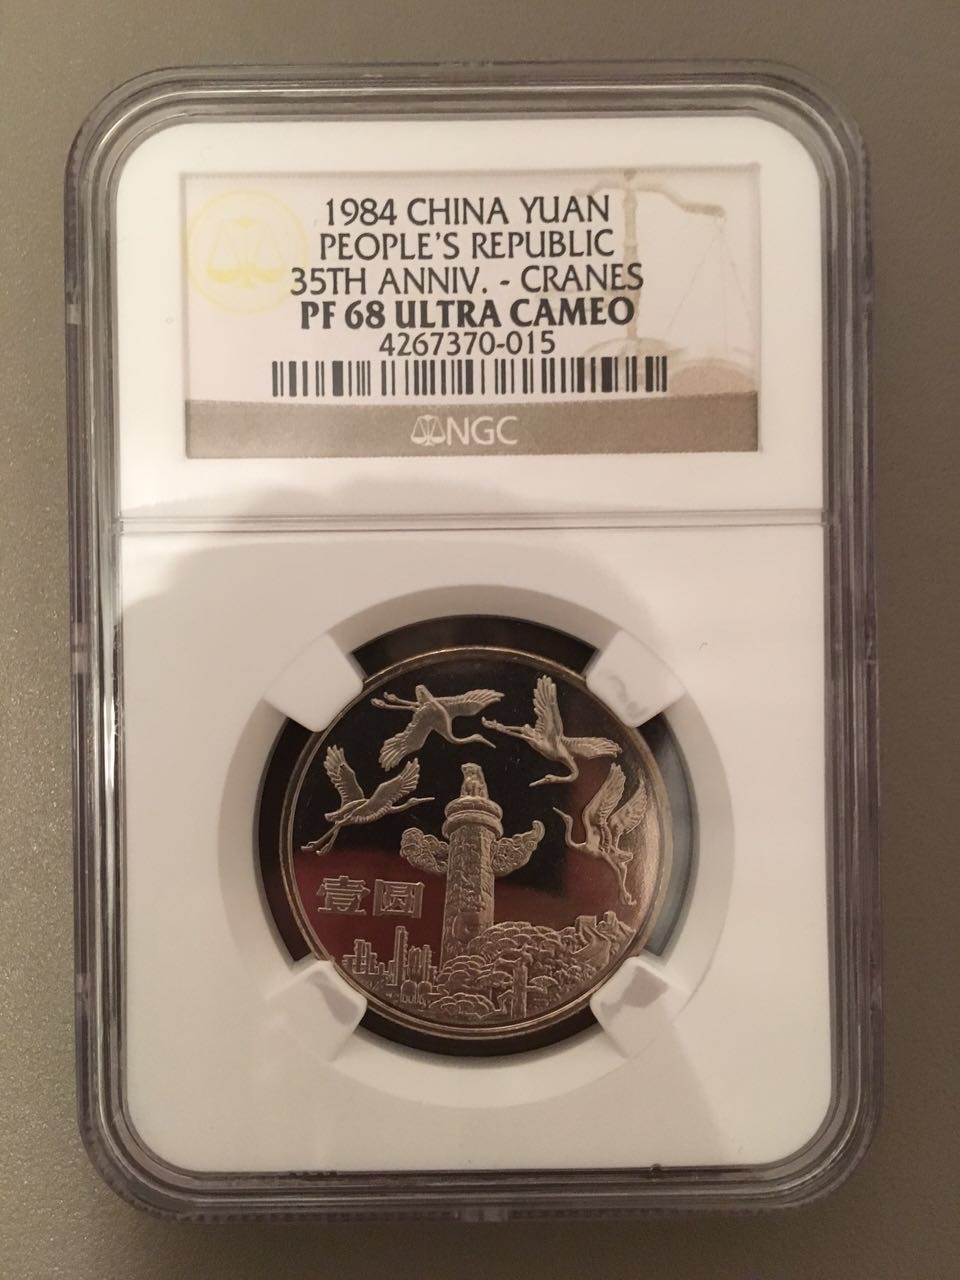 1984 CHINA YUAN
PEOPLE'S REPUBLIC
35TH ANNIV. - CRANES
PF 68 ULTRA CAMEO
4267370-015
NGC
壹圆